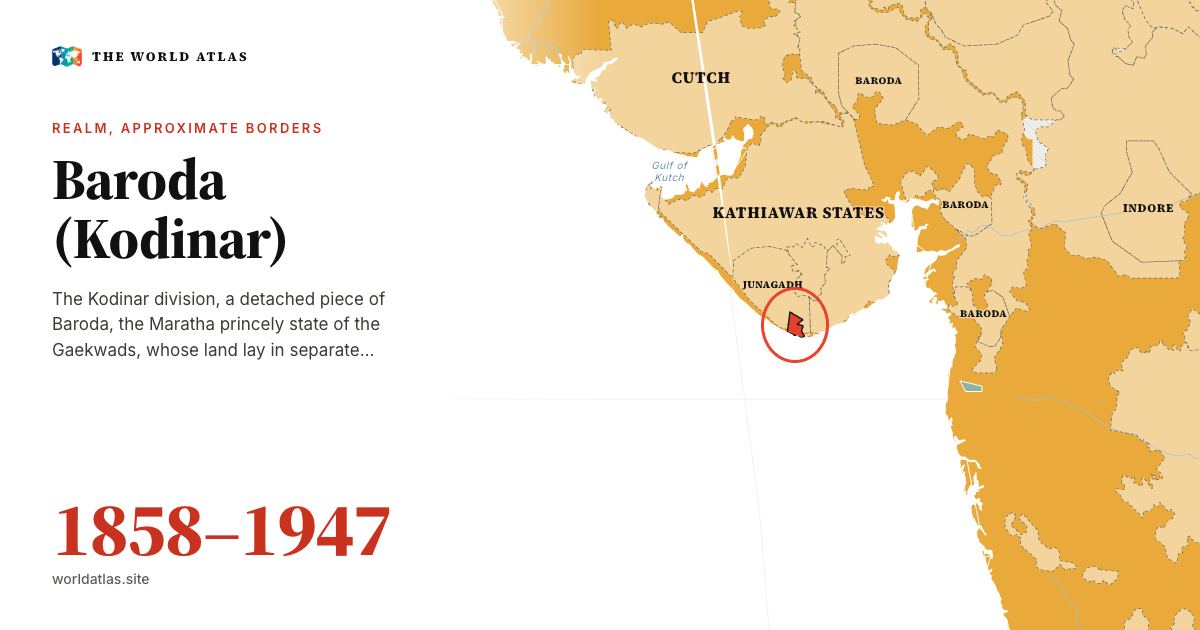 THE WORLD ATLAS
REALM, APPROXIMATE BORDERS
Baroda
(Kodinar)
The Kodinar division, a detached piece of
Baroda, the Maratha princely state of the
Gaekwads, whose land lay in separate...
1858–1947
worldatlas.site
CUTCH
BARODA
Gulf of
Kutch
KATHIAWAR STATES
BARODA
INDORE
JUNAGADH
BARODA